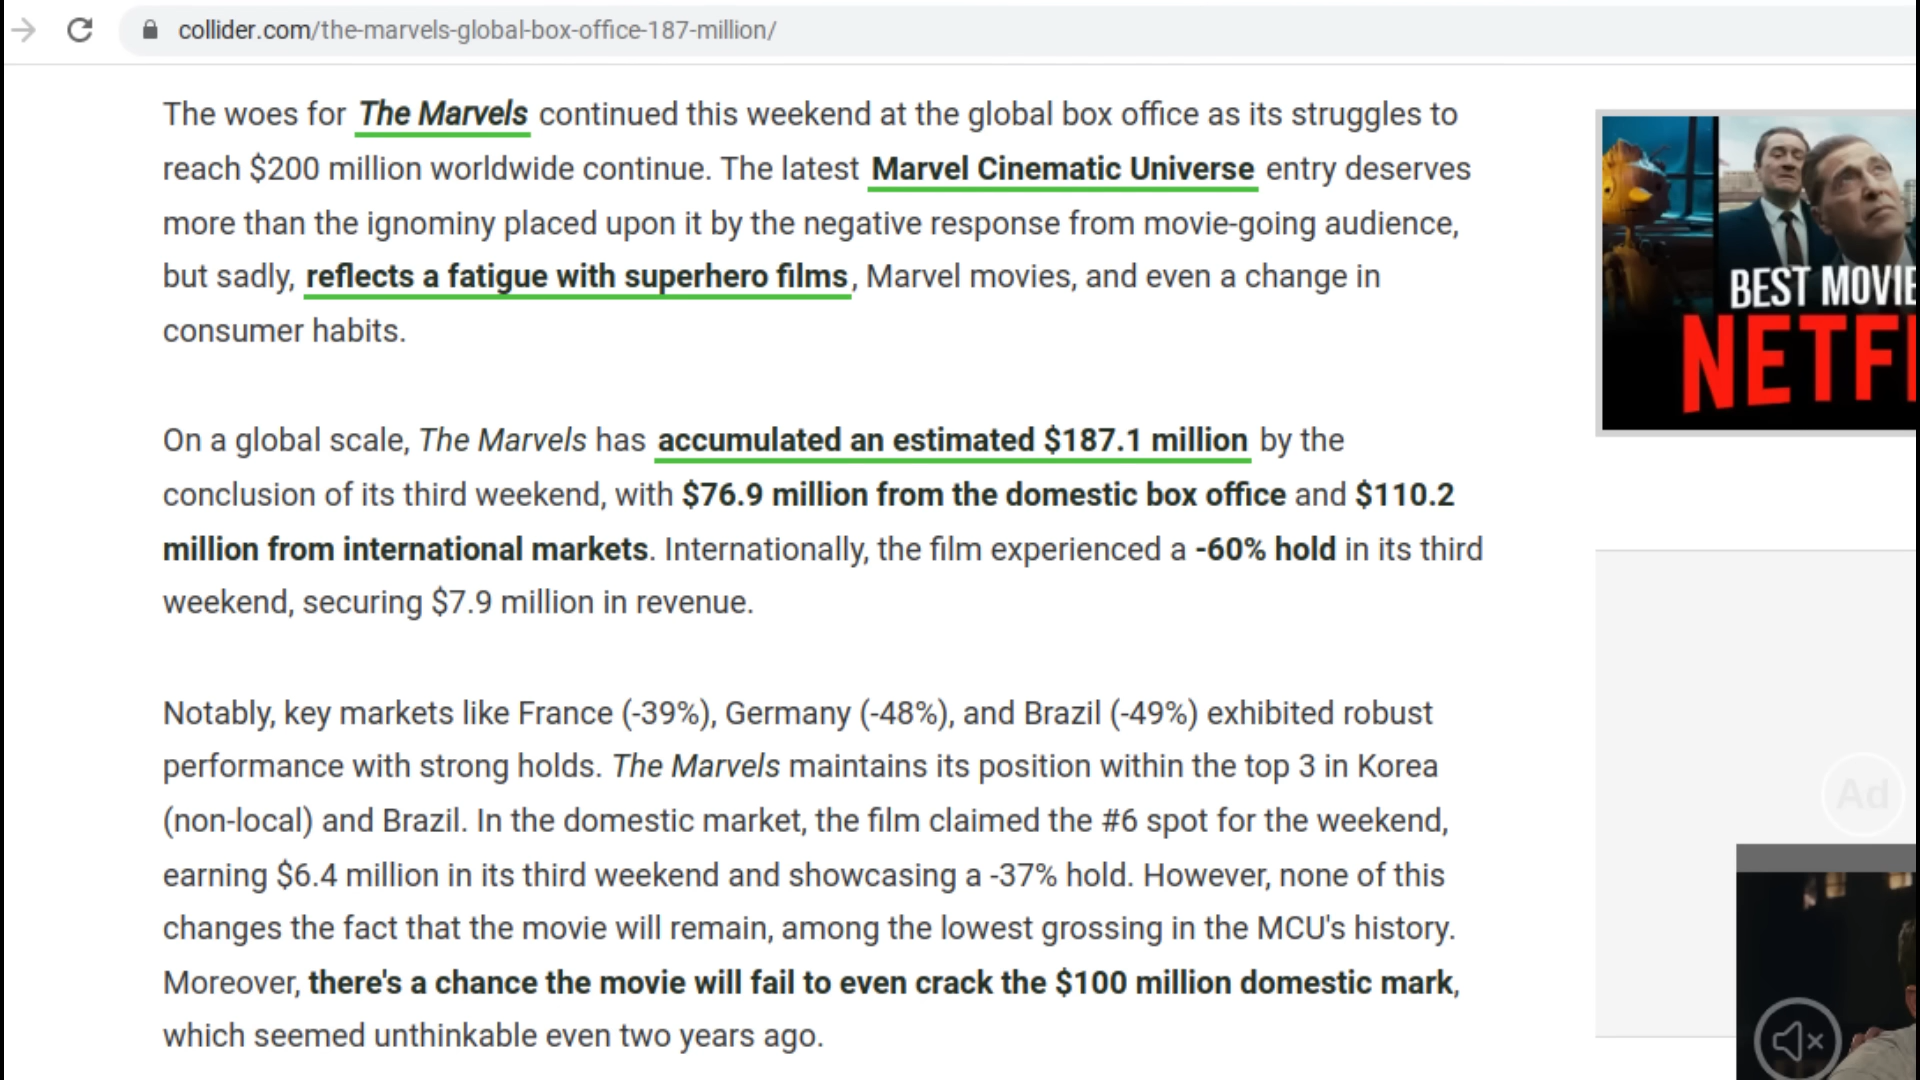 collider.com/the-marvels-global-box-office-187-million/
The woes for The Marvels continued this weekend at the global box office as its struggles to
reach $200 million worldwide continue. The latest Marvel Cinematic Universe entry deserves
more than the ignominy placed upon it by the negative response from movie-going audience,
but sadly, reflects a fatigue with superhero films, Marvel movies, and even a change in
consumer habits.
BEST MOVIE
NETF
On a global scale, The Marvels has accumulated an estimated $187.1 million by the
conclusion of its third weekend, with $76.9 million from the domestic box office and $110.2
million from international markets. Internationally, the film experienced a -60% hold in its third
weekend, securing $7.9 million in revenue.
Notably, key markets like France (-39%), Germany (-48%), and Brazil (-49%) exhibited robust
performance with strong holds. The Marvels maintains its position within the top 3 in Korea
(non-local) and Brazil. In the domestic market, the film claimed the #6 spot for the weekend,
earning $6.4 million in its third weekend and showcasing a -37% hold. However, none of this
changes the fact that the movie will remain, among the lowest grossing in the MCU's history.
Moreover, there's a chance the movie will fail to even crack the $100 million domestic mark,
which seemed unthinkable even two years ago.
Ad